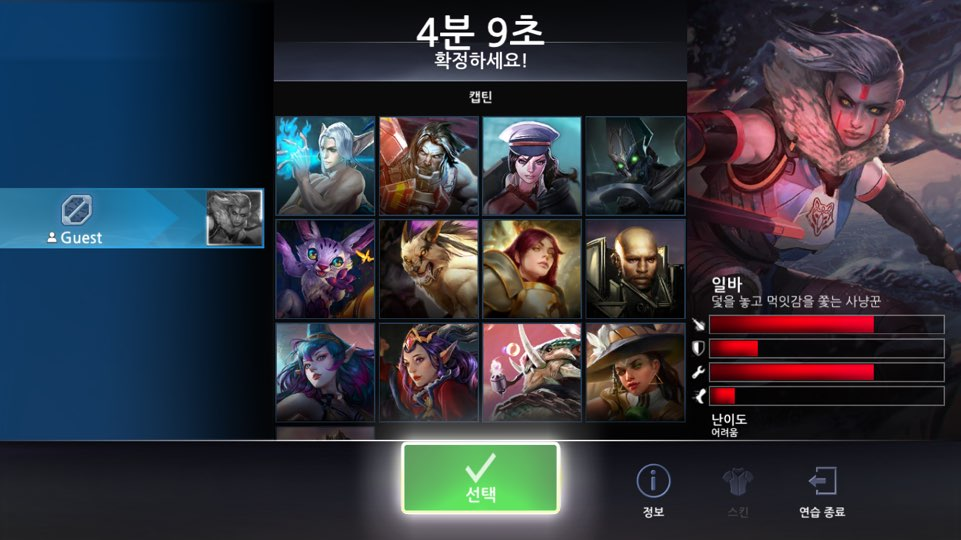 4분 9초
확정하세요!
캡틴
Guest
일바
덫을 놓고 먹잇감을 쫓는 사냥꾼
난이도
어려움
선택
정보
스킨
연습 종료